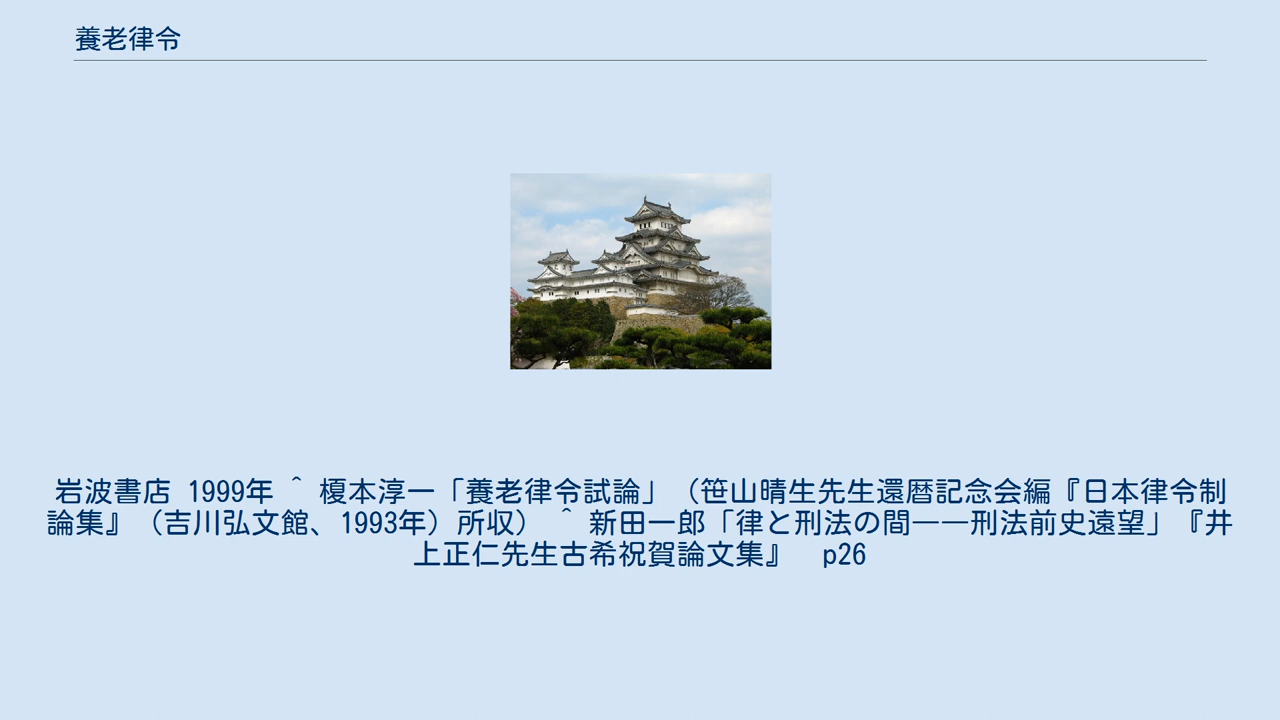 養老律令
岩波書店 1999年 ^ 榎本淳一「養老律令試論」（笹山晴生先生還暦記念会編『日本律令制
論集』（吉川弘文館、1993年）所収） ^ 新田一郎「律と刑法の間――刑法前史遠望」『井
上正仁先生古希祝賀論文集』　p26